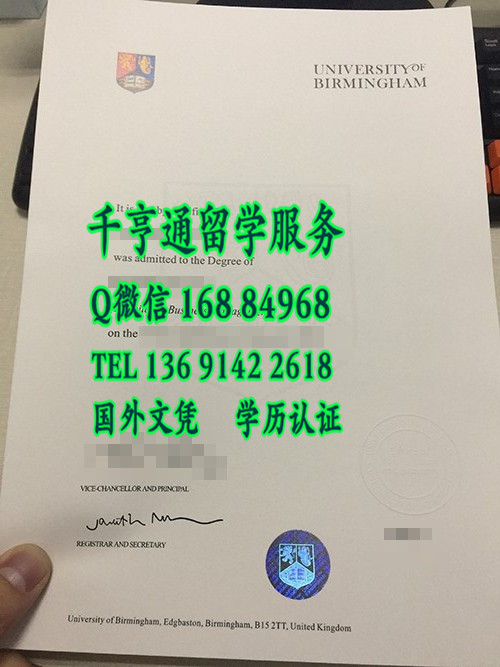 UNIVERSITY OF
BIRMINGHAM
It is
千亨通留学服务
was admitted to the Degree of
Q微信 168 84968
on the
TEL 136 9142 2618
国外文凭 学历认证
VICE-CHANCELLOR AND PRINCIPAL
REGISTRAR AND SECRETARY
University of Birmingham, Edgbaston, Birmingham, B15 2TT, United Kingdom